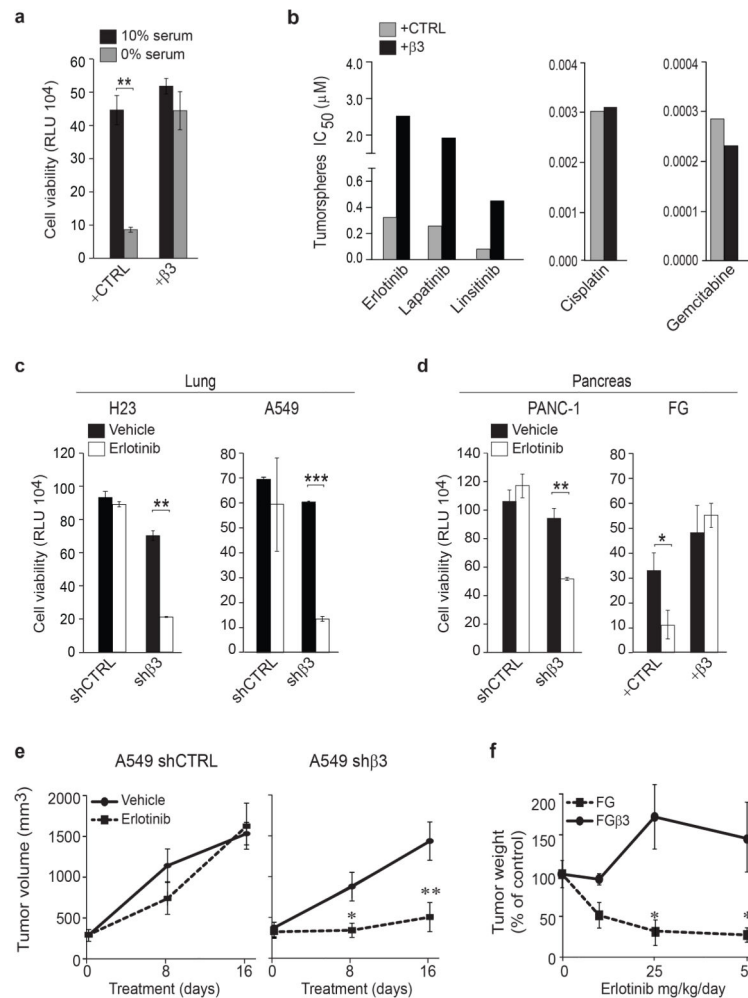 a
10% serum
0% serum
Cell viability (RLU 10⁴)
60
50
40
30
20
10
0
**
+CTRL
+β3
b
+CTRL
+β3
Tumorspheres IC₅₀ (μM)
4.0
3.0
2.0
0.6
0.4
0.2
0.0
Erlotinib
Lapatinib
Linsitinib
0.004
0.003
0.002
0.001
0.000
Cisplatin
0.0004
0.0003
0.0002
0.0001
0.0000
Gemcitabine
c
Lung
H23
A549
Vehicle
Erlotinib
Cell viability (RLU 10⁴)
120
100
80
60
40
20
0
**
shCTRL
shβ3
80
70
60
50
40
30
20
10
0
***
shCTRL
shβ3
d
Pancreas
PANC-1
FG
Vehicle
Erlotinib
Cell viability (RLU 10⁴)
140
120
100
80
60
40
20
0
**
shCTRL
shβ3
80
70
60
50
40
30
20
10
0
*
+CTRL
+β3
e
A549 shCTRL
A549 shβ3
Vehicle
Erlotinib
Tumor volume (mm³)
2000
1500
1000
500
300
0
0
8
16
Treatment (days)
*
**
0
8
16
Treatment (days)
f
FG
FGβ3
Tumor weight
(% of control)
200
150
100
50
0
*
*
0
25
Erlotinib mg/kg/day